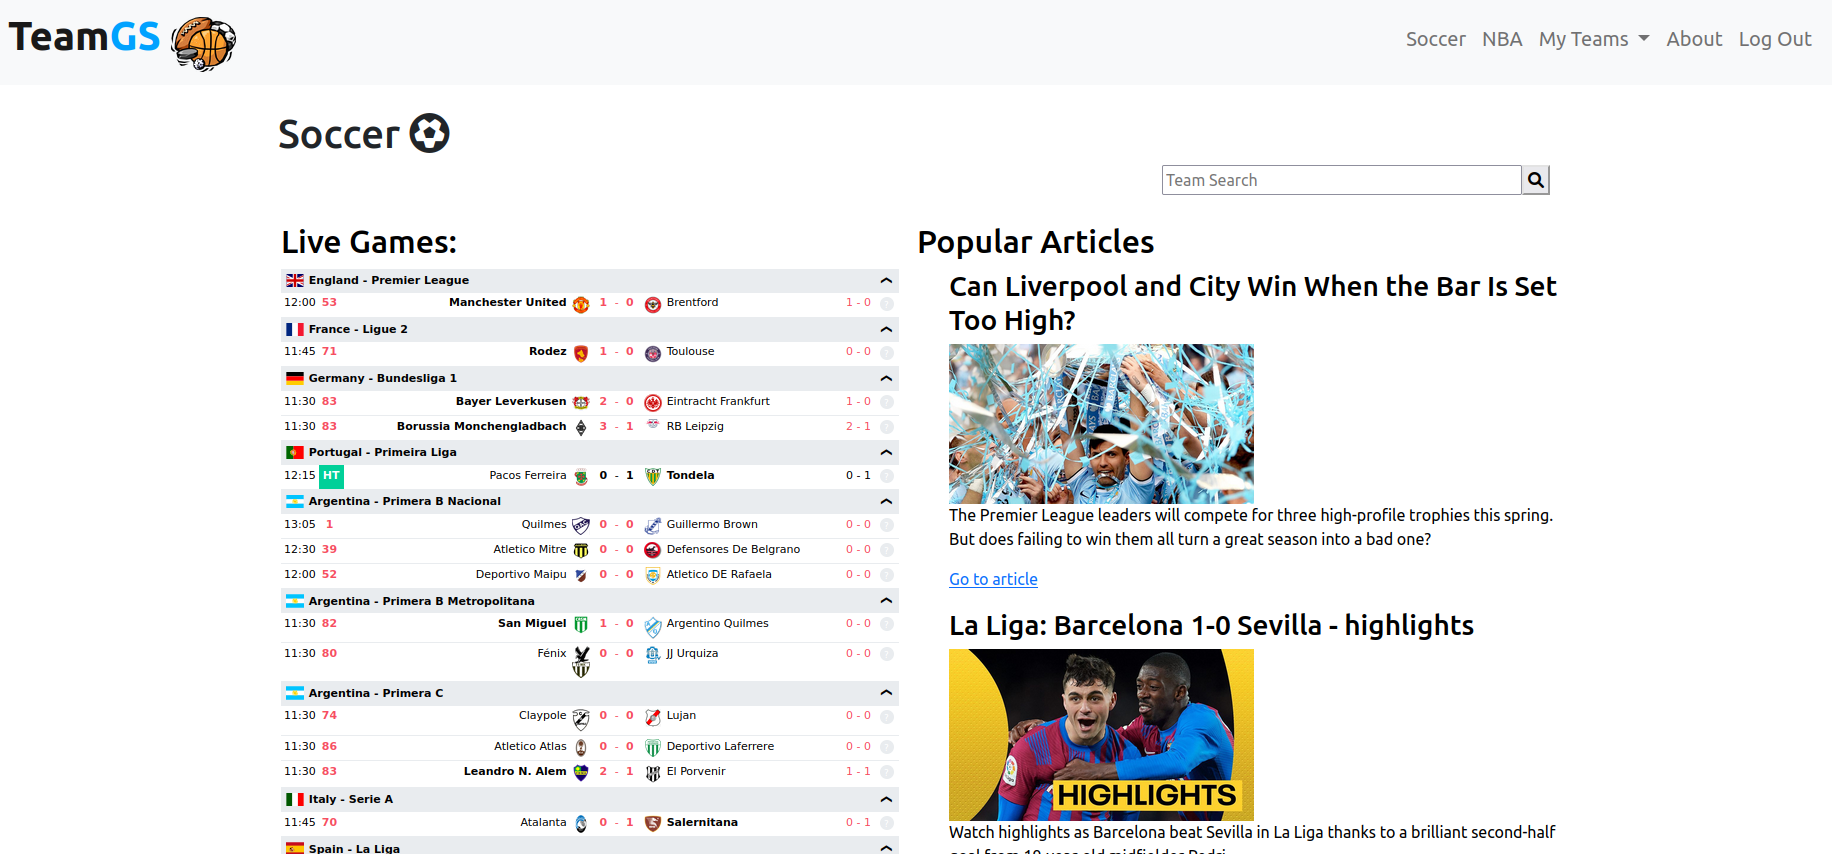 TeamGS
Soccer NBA My Teams About Log Out
Soccer
Team Search
Live Games:
England - Premier League
12:00 53 Manchester United 1 - 0 Brentford 1 - 0
France - Ligue 2
11:45 71 Rodez 1 - 0 Toulouse 0 - 0
Germany - Bundesliga 1
11:30 83 Bayer Leverkusen 2 - 0 Eintracht Frankfurt 1 - 0
11:30 83 Borussia Monchengladbach 3 - 1 RB Leipzig 2 - 1
Portugal - Primeira Liga
12:15 HT Pacos Ferreira 0 - 1 Tondela 0 - 1
Argentina - Primera B Nacional
13:05 1 Quilmes 0 - 0 Guillermo Brown 0 - 0
12:30 39 Atletico Mitre 0 - 0 Defensores De Belgrano 0 - 0
12:00 52 Deportivo Maipu 0 - 0 Atletico DE Rafaela 0 - 0
Argentina - Primera B Metropolitana
11:30 82 San Miguel 1 - 0 Argentino Quilmes 0 - 0
11:30 80 Fénix 0 - 0 JJ Urquiza 0 - 0
Argentina - Primera C
11:30 74 Claypole 0 - 0 Lujan 0 - 0
11:30 86 Atletico Atlas 0 - 0 Deportivo Laferrere 0 - 0
11:30 83 Leandro N. Alem 2 - 1 El Porvenir 1 - 1
Italy - Serie A
11:45 70 Atalanta 0 - 1 Salernitana 0 - 1
Spain - La Liga
Popular Articles
Can Liverpool and City Win When the Bar Is Set
Too High?
The Premier League leaders will compete for three high-profile trophies this spring.
But does failing to win them all turn a great season into a bad one?
Go to article
La Liga: Barcelona 1-0 Sevilla - highlights
HIGHLIGHTS
Watch highlights as Barcelona beat Sevilla in La Liga thanks to a brilliant second-half
goal from 19-year-old midfielder Pedri.